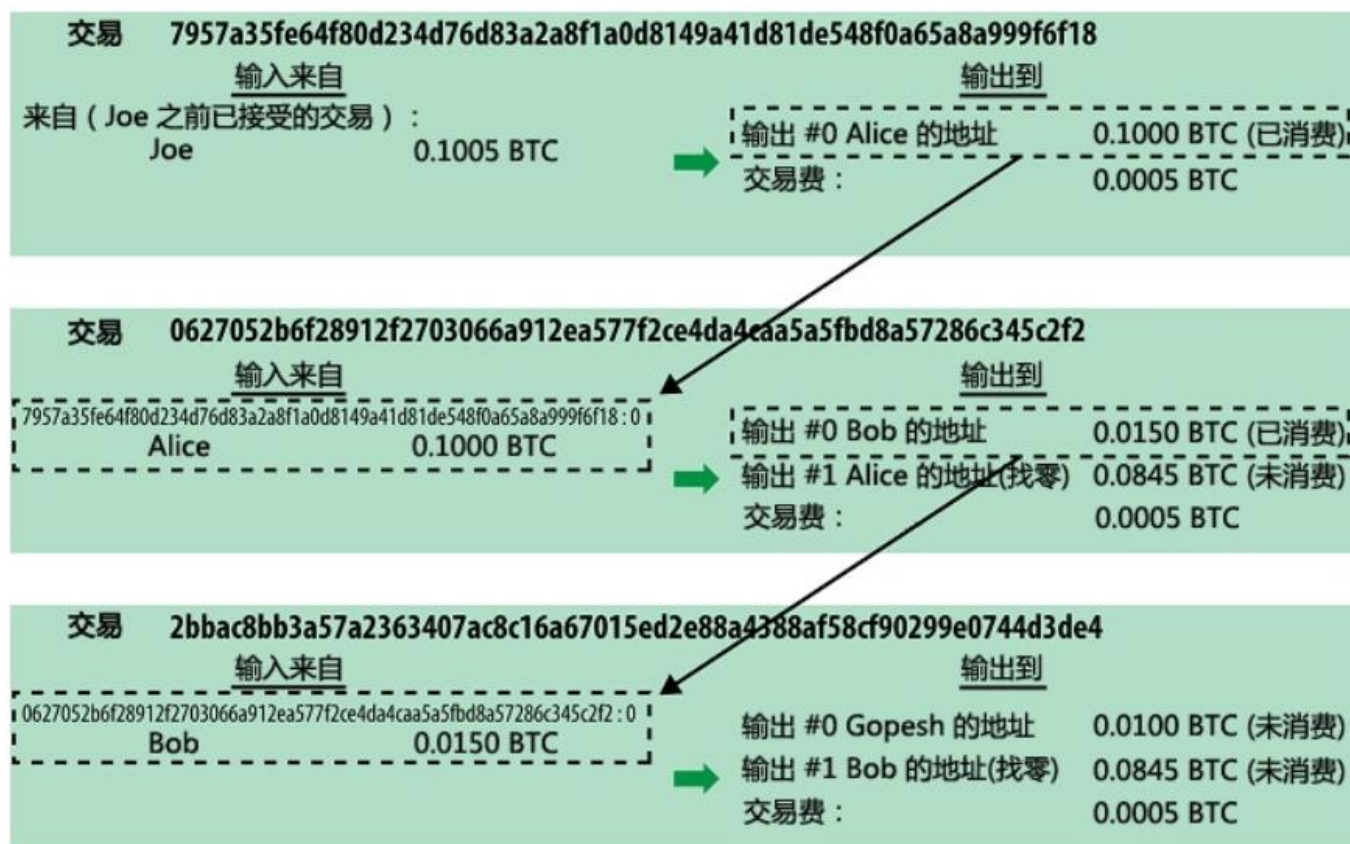 交易 7957a35fe64f80d234d76d83a2a8f1a0d8149a41d81de548f0a65a8a999f6f18
输入来自 输出到
来自（Joe 之前已接受的交易）:
Joe 0.1005 BTC
输出 #0 Alice 的地址 0.1000 BTC (已消费)
交易费： 0.0005 BTC
交易 0627052b6f28912f2703066a912ea577f2ce4da4caa5a5fbd8a57286c345c2f2
输入来自 输出到
7957a35fe64f80d234d76d83a2a8f1a0d8149a41d81de548f0a65a8a999f6f18 : 0
Alice 0.1000 BTC
输出 #0 Bob 的地址 0.0150 BTC (已消费)
输出 #1 Alice 的地址(找零) 0.0845 BTC (未消费)
交易费： 0.0005 BTC
交易 2bbac8bb3a57a2363407ac8c16a67015ed2e88a4388af58cf90299e0744d3de4
输入来自 输出到
0627052b6f28912f2703066a912ea577f2ce4da4caa5a5fbd8a57286c345c2f2 : 0
Bob 0.0150 BTC
输出 #0 Gopesh 的地址 0.0100 BTC (未消费)
输出 #1 Bob 的地址(找零) 0.0845 BTC (未消费)
交易费： 0.0005 BTC